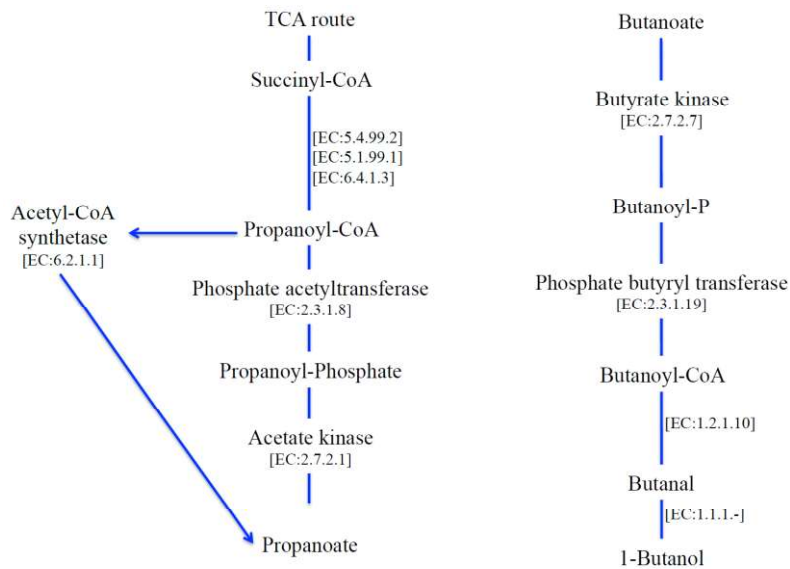 TCA route
Succinyl-CoA
[EC:5.4.99.2]
[EC:5.1.99.1]
[EC:6.4.1.3]
Acetyl-CoA
synthetase
[EC:6.2.1.1]
Propanoyl-CoA
Phosphate acetyltransferase
[EC:2.3.1.8]
Propanoyl-Phosphate
Acetate kinase
[EC:2.7.2.1]
Propanoate
Butanoate
Butyrate kinase
[EC:2.7.2.7]
Butanoyl-P
Phosphate butyryl transferase
[EC:2.3.1.19]
Butanoyl-CoA
[EC:1.2.1.10]
Butanal
[EC:1.1.1.-]
1-Butanol